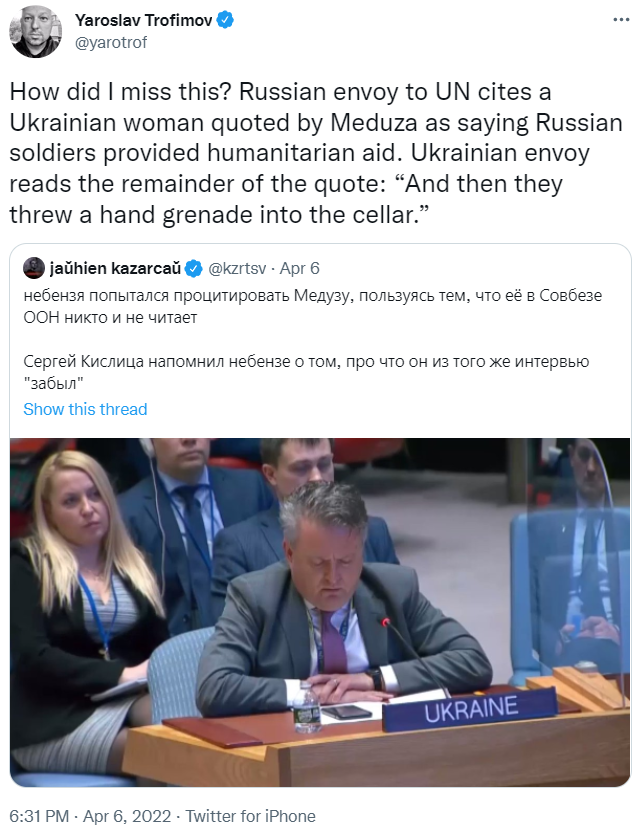 Yaroslav Trofimov
@yarotrof
How did I miss this? Russian envoy to UN cites a
Ukrainian woman quoted by Meduza as saying Russian
soldiers provided humanitarian aid. Ukrainian envoy
reads the remainder of the quote: “And then they
threw a hand grenade into the cellar.”
jaŭhien kazarcaŭ @kzrtsv · Apr 6
небензя попытался процитировать Медузу, пользуясь тем, что её в Совбезе
ООН никто и не читает
Сергей Кислица напомнил небензе о том, про что он из того же интервью
"забыл"
Show this thread
UKRAINE
6:31 PM · Apr 6, 2022 · Twitter for iPhone